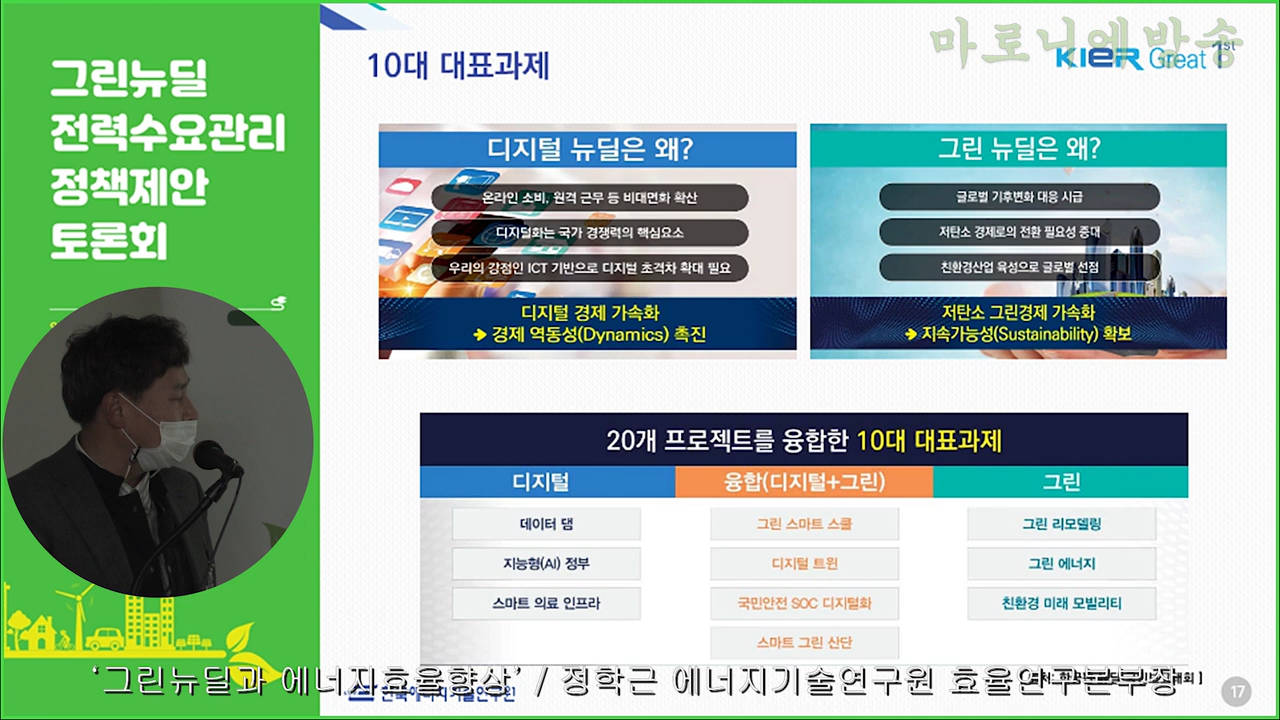 그린뉴딜
전력수요관리
정책제안
토론회
마로니에방송
KIER Great 1st
10대 대표과제
디지털 뉴딜은 왜?
온라인 소비, 원격 근무 등 비대면화 확산
디지털화는 국가 경쟁력의 핵심요소
우리의 강점인 ICT 기반으로 디지털 초격차 확대 필요
디지털 경제 가속화
➔ 경제 역동성(Dynamics) 촉진
그린 뉴딜은 왜?
글로벌 기후변화 대응 시급
저탄소 경제로의 전환 필요성 증대
친환경산업 육성으로 글로벌 선점
저탄소 그린경제 가속화
➔ 지속가능성(Sustainability) 확보
20개 프로젝트를 융합한 10대 대표과제
디지털
데이터 댐
지능형(AI) 정부
스마트 의료 인프라
융합(디지털+그린)
그린 스마트 스쿨
디지털 트윈
국민안전 SOC 디지털화
스마트 그린 산단
그린
그린 리모델링
그린 에너지
친환경 미래 모빌리티
‘그린뉴딜과 에너지효율향상’ / 정학근 에너지기술연구원 효율연구본부장
한국에너지기술연구원
17